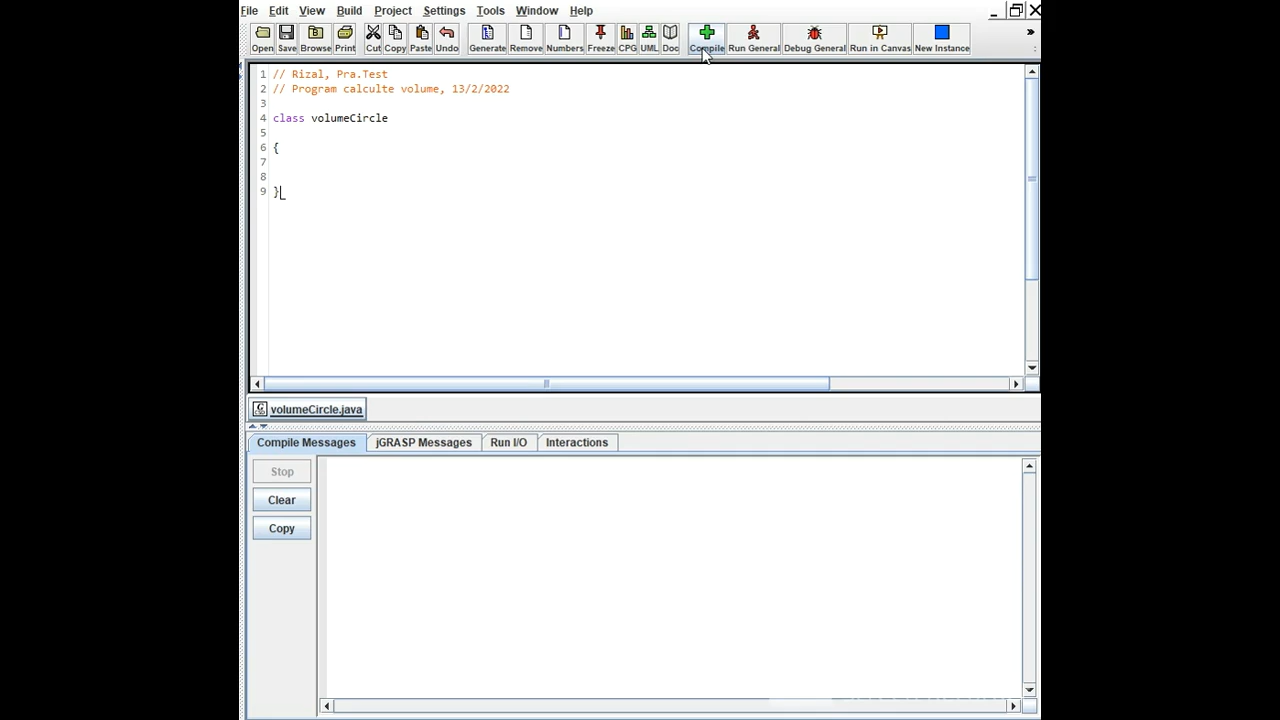 File Edit View Build Project Settings Tools Window Help
Open Save Browse Print Cut Copy Paste Undo Generate Remove Numbers Freeze CPG UML Doc Compile Run General Debug General Run in Canvas New Instance »
1 // Rizal, Pra.Test
2 // Program calculte volume, 13/2/2022
3
4 class volumeCircle
5
6 {
7
8
9 }
volumeCircle.java
Compile Messages jGRASP Messages Run I/O Interactions
Stop
Clear
Copy